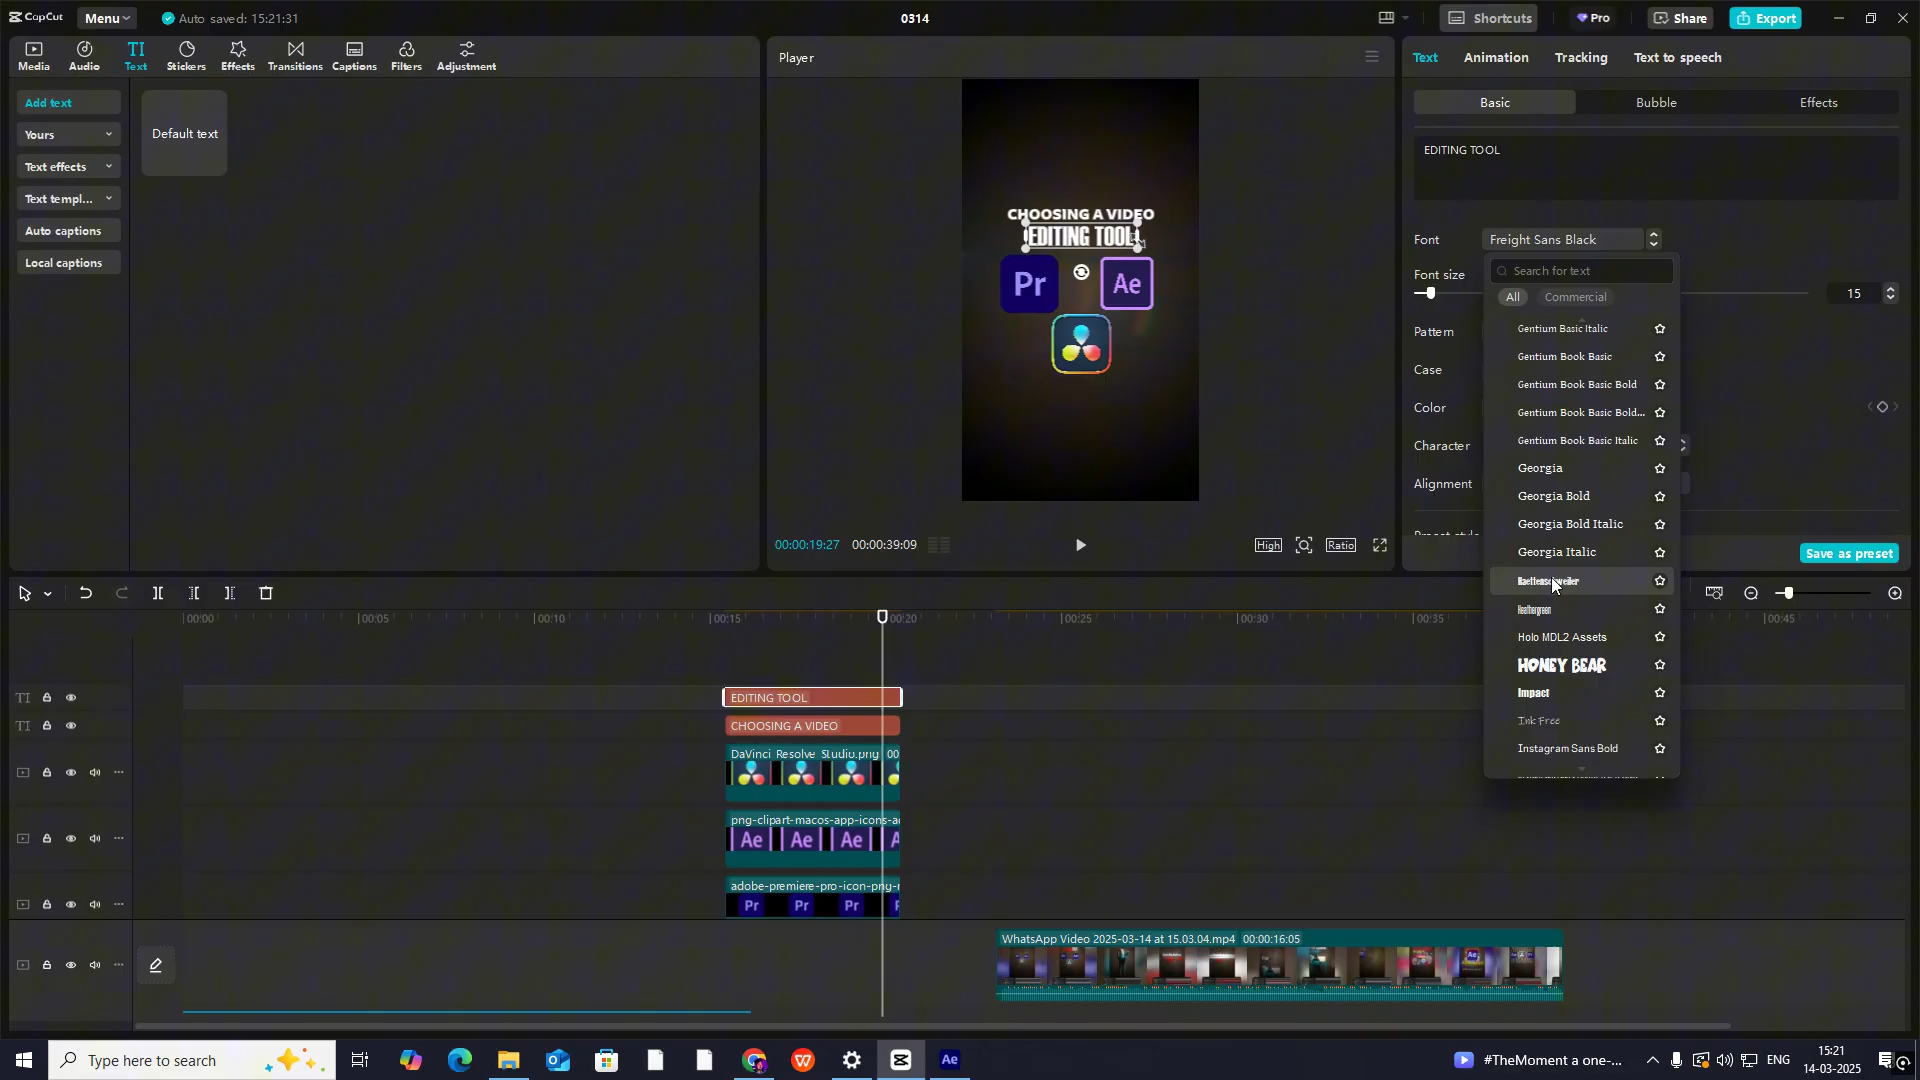 CapCut
Menu
Auto saved: 15:21:31
0314
Shortcuts
Pro
Share
Export
Media
Audio
TI
Text
Stickers
Effects
Transitions
Captions
Filters
Adjustment
Add text
Yours
Text effects
Text templ...
Auto captions
Local captions
Default text
Player
CHOOSING A VIDEO
EDITING TOOL
Pr
Ae
00:00:19:27
00:00:39:09
High
Ratio
Text
Animation
Tracking
Text to speech
Basic
Bubble
Effects
EDITING TOOL
Font
Freight Sans Black
Font size
15
Pattern
Case
Color
Character
Alignment
Save as preset
Search for text
All
Commercial
Gentium Basic Italic
Gentium Book Basic
Gentium Book Basic Bold
Gentium Book Basic Bold...
Gentium Book Basic Italic
Georgia
Georgia Bold
Georgia Bold Italic
Georgia Italic
Haettenschweiler
Heathergreen
Holo MDL2 Assets
HONEY BEAR
Impact
Ink Free
Instagram Sans Bold
00:00
00:05
00:10
00:15
00:20
00:25
00:30
00:35
00:45
TI
EDITING TOOL
TI
CHOOSING A VIDEO
DaVinci_Resolve_Studio.png 00
png-clipart-macos-app-icons-a
Ae Ae Ae
adobe-premiere-pro-icon-png-
Pr Pr Pr
WhatsApp Video 2025-03-14 at 15.03.04.mp4 00:00:16:05
Type here to search
Ae
#TheMoment a one-...
ENG
15:21
14-03-2025